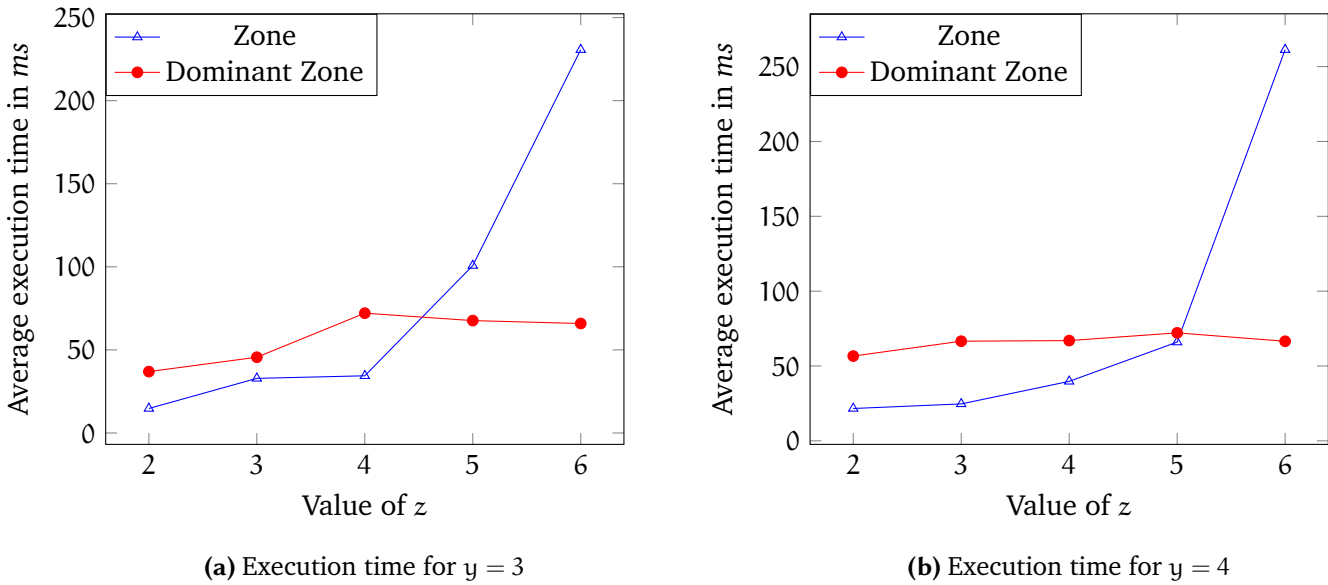 250
200
150
100
50
0
Average execution time in ms
Zone
Dominant Zone
2 3 4 5 6
Value of z
(a) Execution time for y = 3
250
200
150
100
50
0
Average execution time in ms
Zone
Dominant Zone
2 3 4 5 6
Value of z
(b) Execution time for y = 4